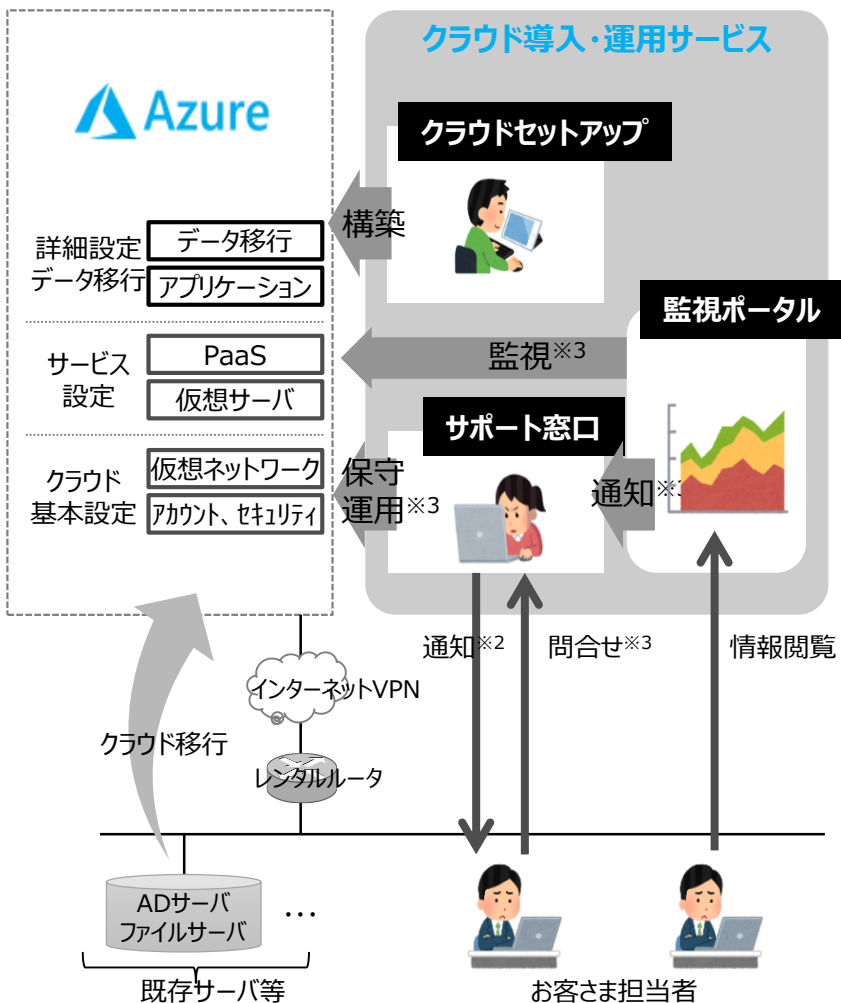 クラウド導入・運用サービス
Azure
クラウドセットアップ
構築
詳細設定
データ移行
データ移行
アプリケーション
監視ポータル
監視※3
サービス
設定
PaaS
仮想サーバ
サポート窓口
通知※3
クラウド
基本設定
仮想ネットワーク
アカウント、セキュリティ
保守
運用※3
通知※2
問合せ※3
情報閲覧
インターネットVPN
クラウド移行
レンタルルータ
ADサーバ
ファイルサーバ
…
既存サーバ等
お客さま担当者